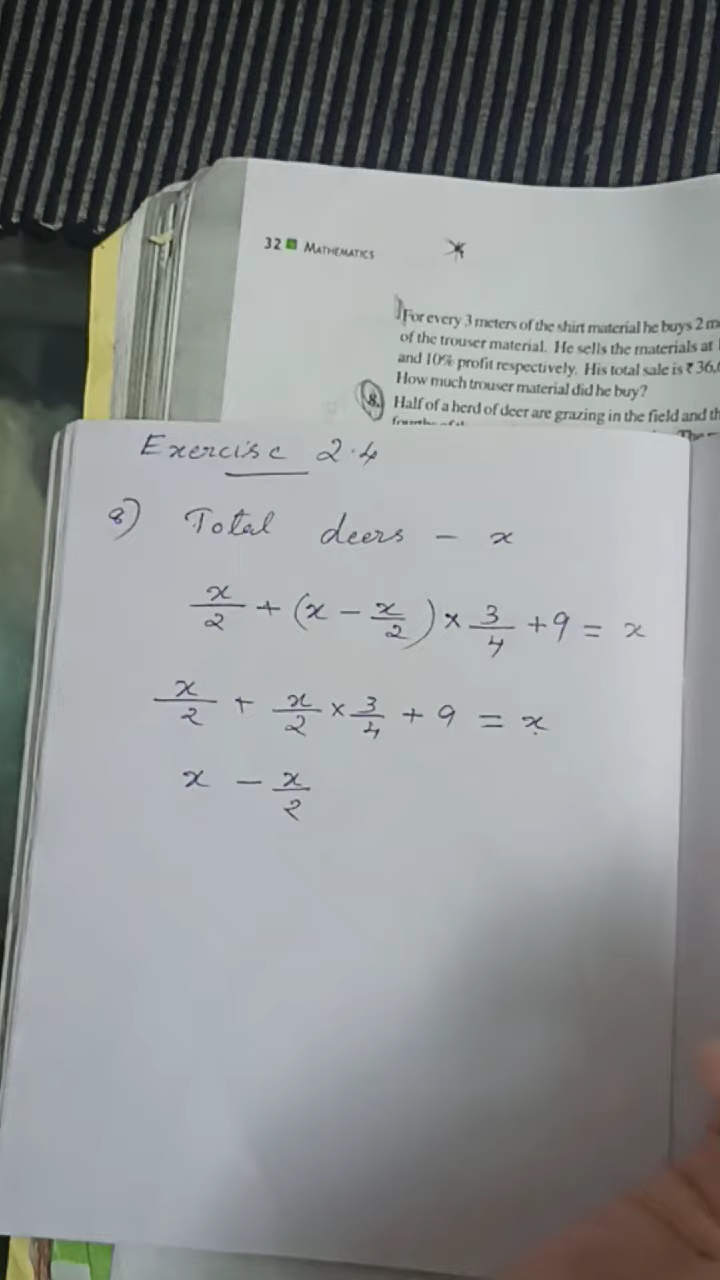 32 MATHEMATICS
For every 3 meters of the shirt material he buys 2
of the trouser material. He sells the materials at
and 10% profit respectively. His total sale is ₹ 36,
How much trouser material did he buy?
8. Half of a herd of deer are grazing in the field and
Exercise 2.4
8) Total deers - x
x/2 + (x - x/2) × 3/4 + 9 = x
x/2 + x/2 × 3/4 + 9 = x
x - x/2